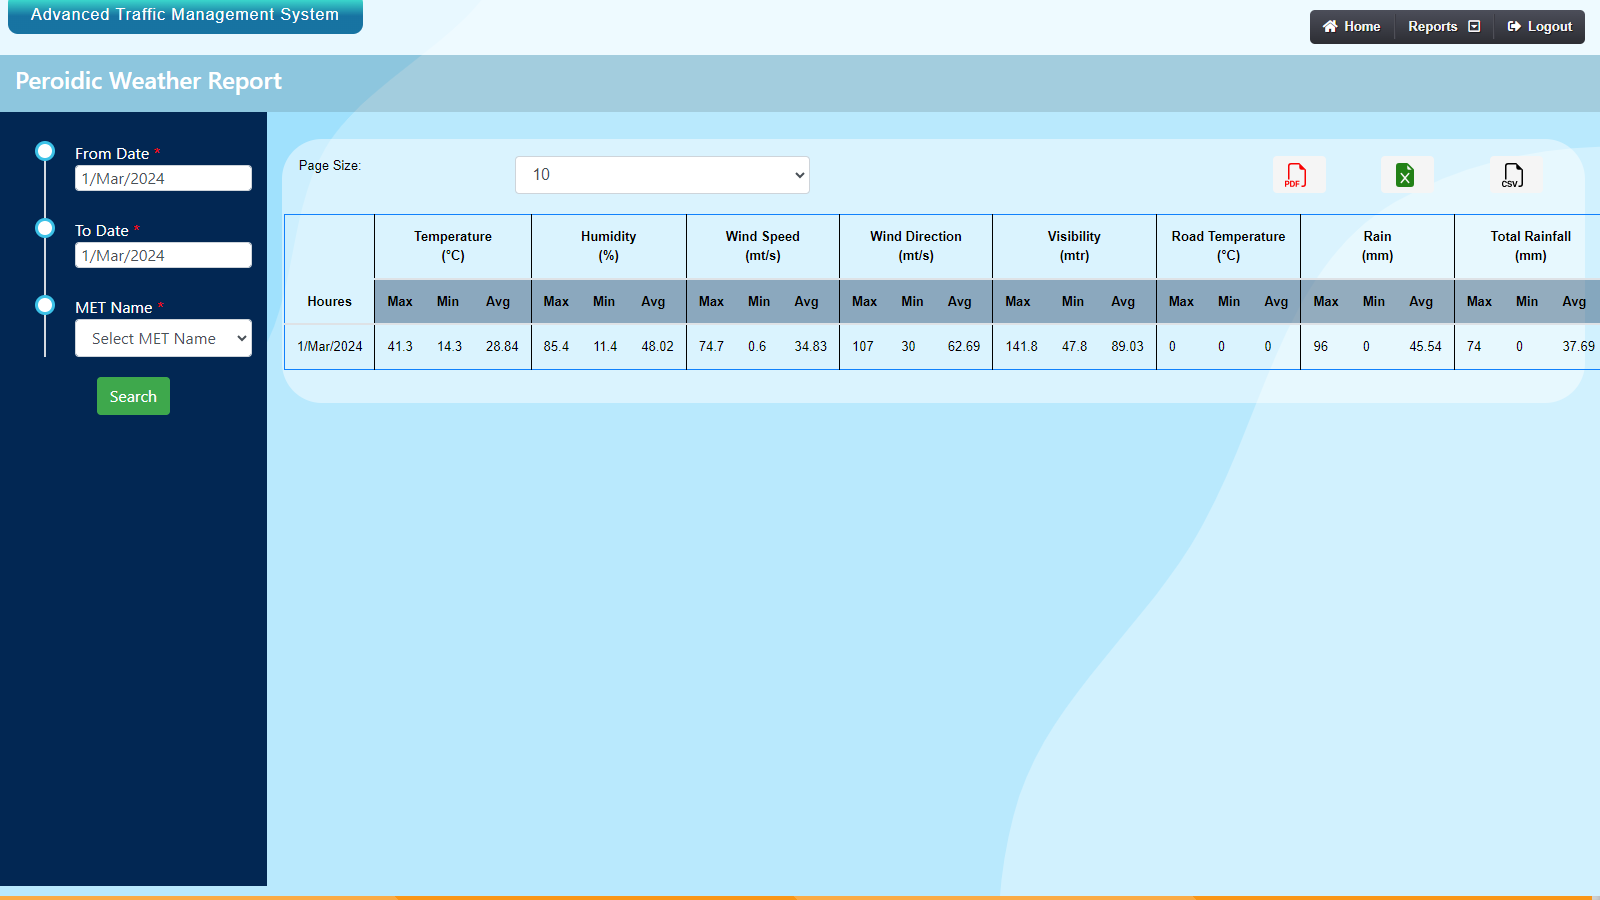 Advanced Traffic Management System
Home Reports Logout
Peroidic Weather Report
From Date *
1/Mar/2024
To Date *
1/Mar/2024
MET Name *
Select MET Name
Search
Page Size:
10
PDF
X
CSV
Temperature Humidity Wind Speed Wind Direction Visibility Road Temperature Rain Total Rainfall
(°C) (%) (mt/s) (mt/s) (mtr) (°C) (mm) (mm)
Houres Max Min Avg Max Min Avg Max Min Avg Max Min Avg Max Min Avg Max Min Avg Max Min Avg Max Min Avg
1/Mar/2024 41.3 14.3 28.84 85.4 11.4 48.02 74.7 0.6 34.83 107 30 62.69 141.8 47.8 89.03 0 0 0 96 0 45.54 74 0 37.69